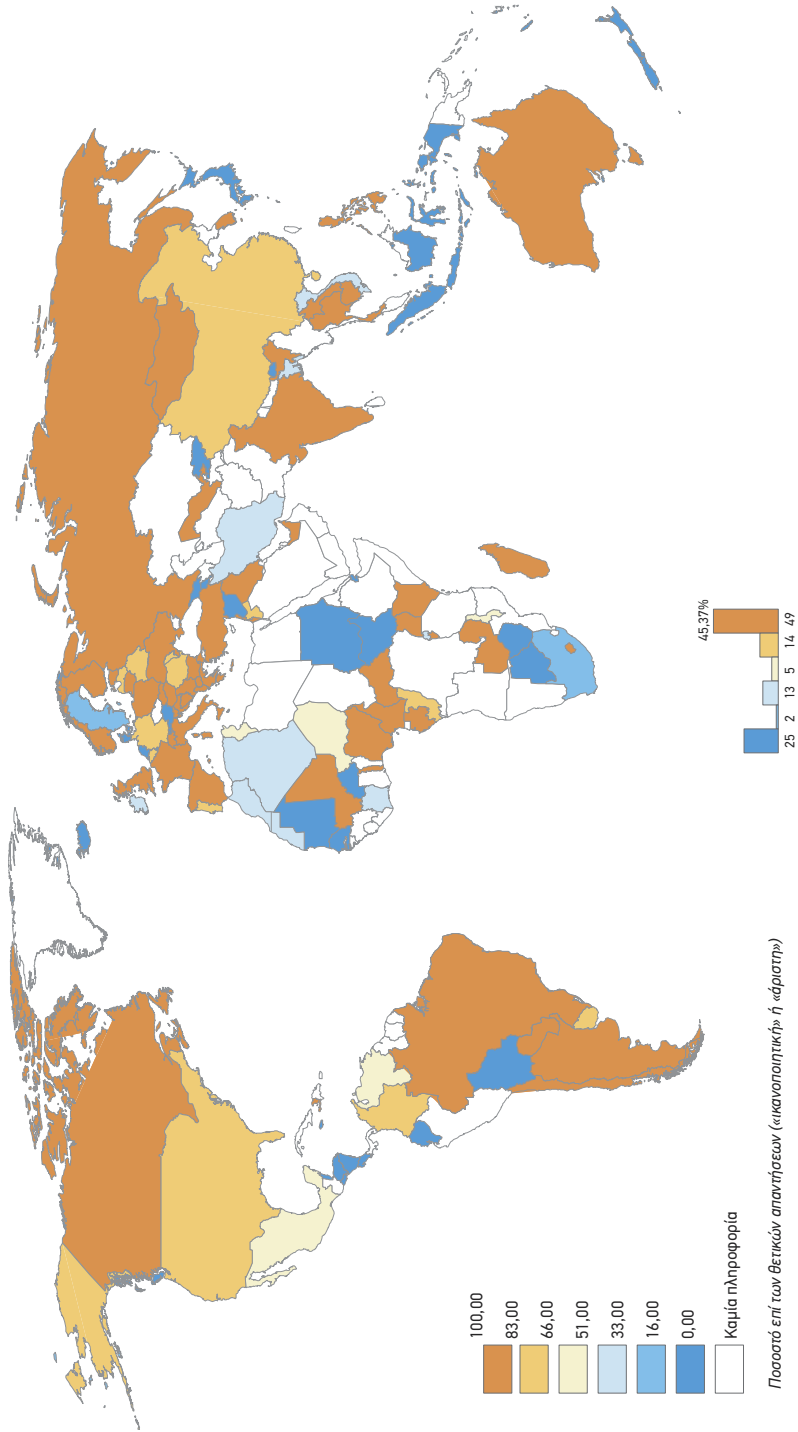 100,00
83,00
66,00
51,00
33,00
16,00
0,00
Καμία πληροφορία
Ποσοστό επί των θετικών απαντήσεων («ικανοποιητική» ή «άριστη»)
45,37%
25 2 13 5 14 49